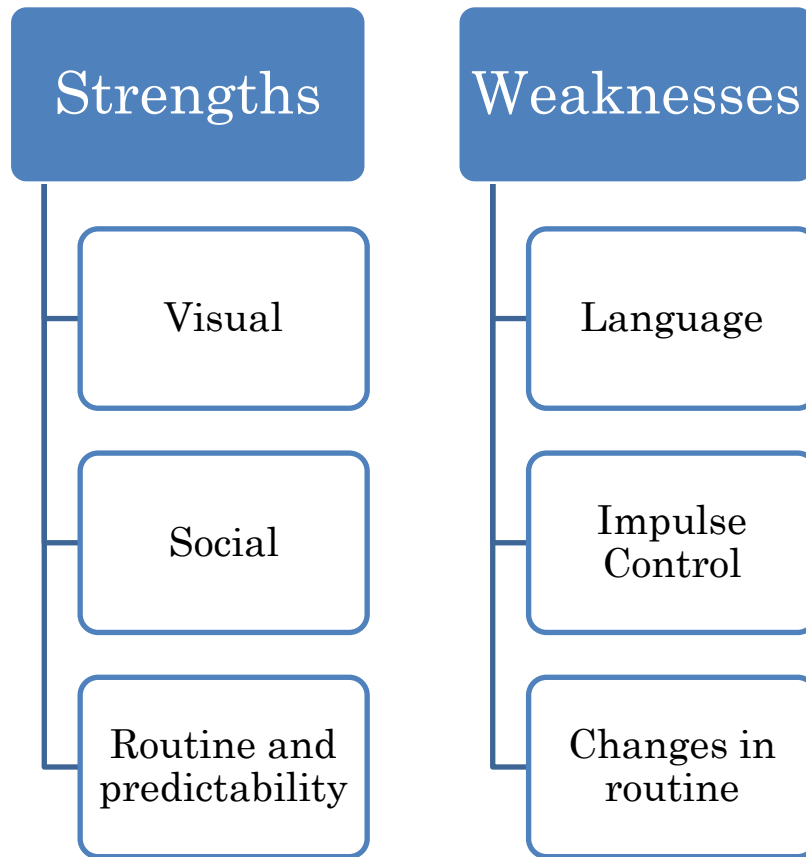 Strengths
Visual
Social
Routine and
predictability
Weaknesses
Language
Impulse
Control
Changes in
routine